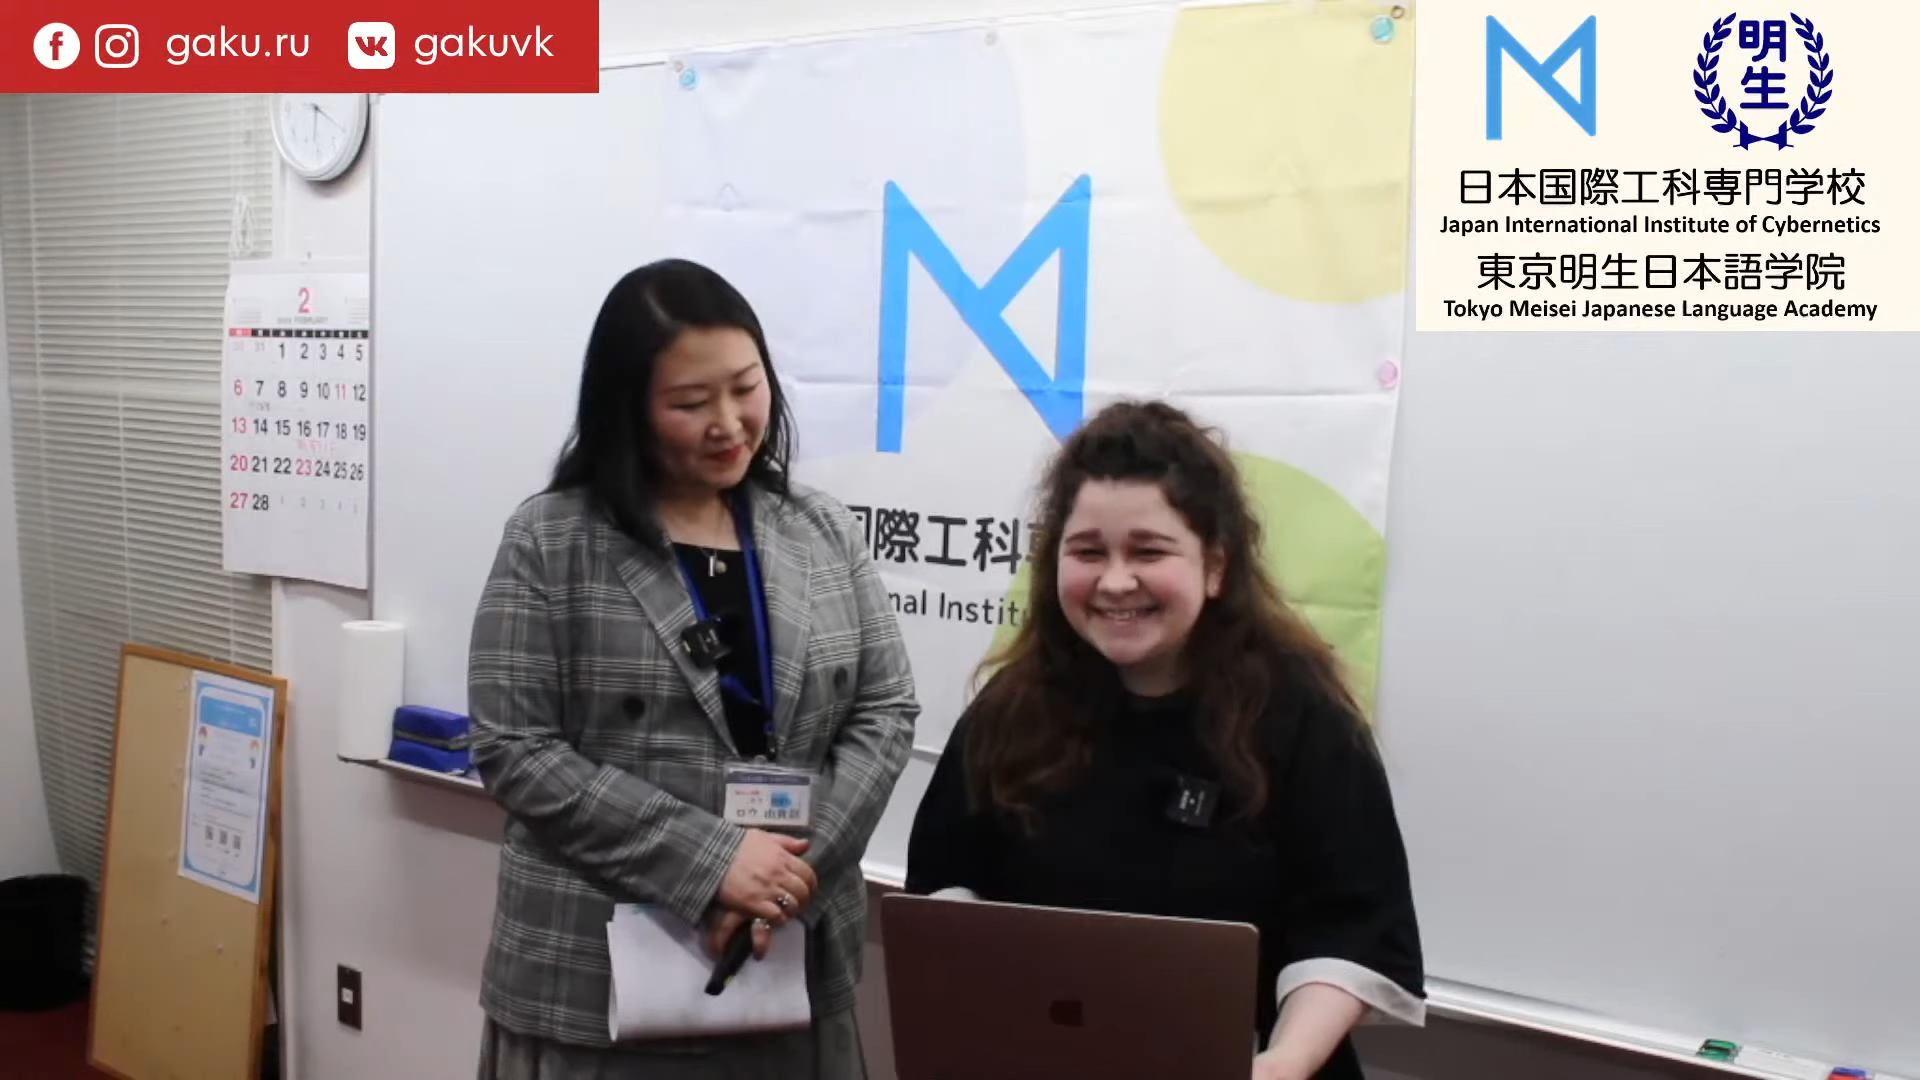 gaku.ru
gakuvk
明
生
日本国際工科専門学校
Japan International Institute of Cybernetics
東京明生日本語学院
Tokyo Meisei Japanese Language Academy
2
FEBRUARY
1 2 3 4 5
6 7 8 9 10 11 12
13 14 15 16 17 18 19
20 21 22 23 24 25 26
27 28
国際工科専
nal Instit